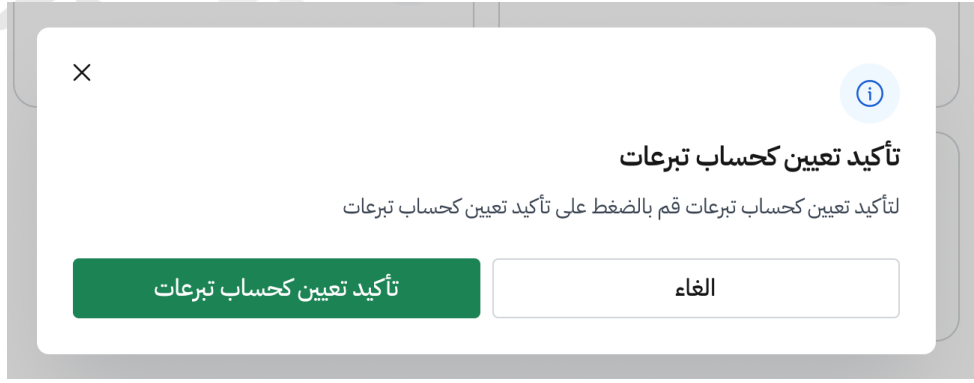 تأكيد تعيين كحساب تبرعات
لتأكيد تعيين كحساب تبرعات قم بالضغط على تأكيد تعيين كحساب تبرعات
الغاء
تأكيد تعيين كحساب تبرعات